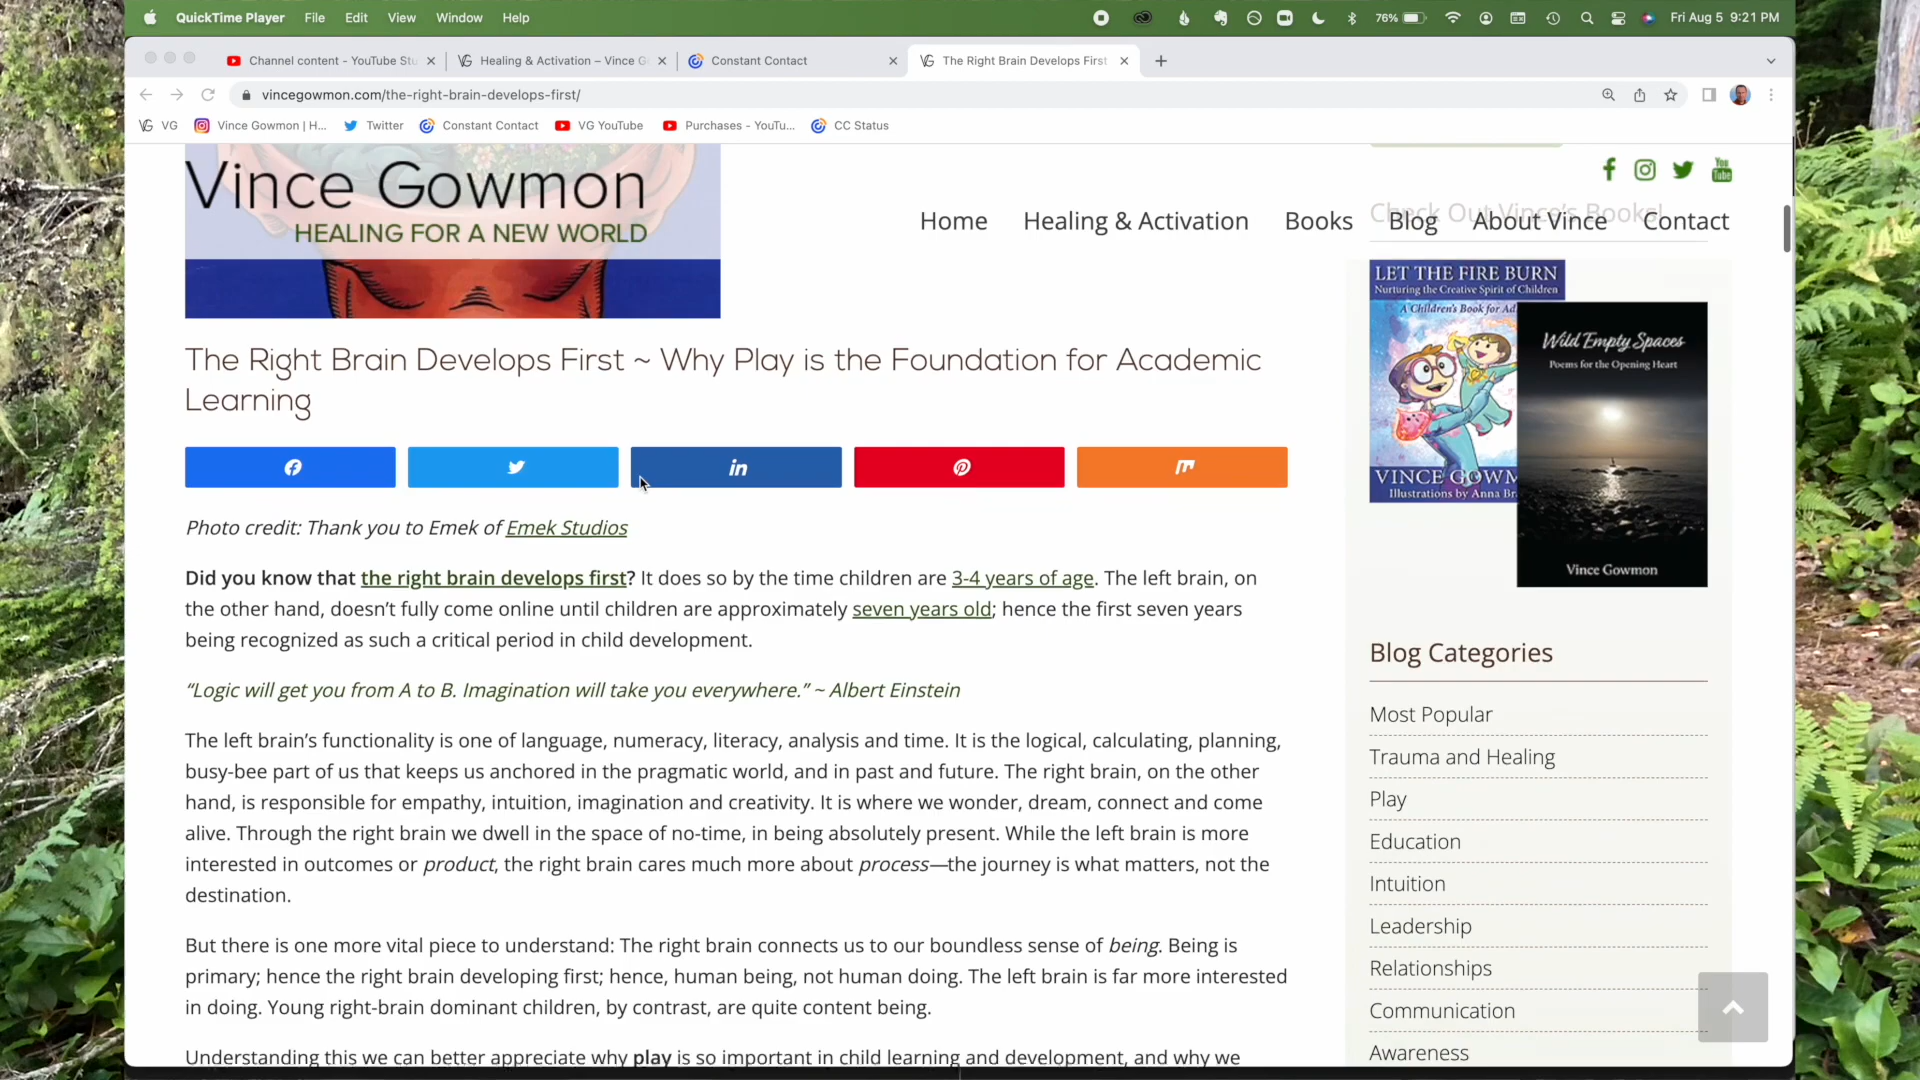 QuickTime Player File Edit View Window Help
76% Fri Aug 5 9:21 PM
Channel content - YouTube Stu
Healing & Activation – Vince G
Constant Contact
The Right Brain Develops First
vincegowmon.com/the-right-brain-develops-first/
VG Vince Gowmon | H... Twitter Constant Contact VG YouTube Purchases - YouTu... CC Status
Vince Gowmon
HEALING FOR A NEW WORLD
You Tube
Check Out Vince's Books!
Home Healing & Activation Books Blog About Vince Contact
LET THE FIRE BURN
Nurturing the Creative Spirit of Children
A Children's Book for Ad
VINCE GOWM
Illustrations by Anna Br
Wild Empty Spaces
Poems for the Opening Heart
Vince Gowmon
The Right Brain Develops First ~ Why Play is the Foundation for Academic
Learning
in
Photo credit: Thank you to Emek of Emek Studios
Did you know that the right brain develops first? It does so by the time children are 3-4 years of age. The left brain, on
the other hand, doesn't fully come online until children are approximately seven years old; hence the first seven years
being recognized as such a critical period in child development.
“Logic will get you from A to B. Imagination will take you everywhere.” ~ Albert Einstein
The left brain's functionality is one of language, numeracy, literacy, analysis and time. It is the logical, calculating, planning,
busy-bee part of us that keeps us anchored in the pragmatic world, and in past and future. The right brain, on the other
hand, is responsible for empathy, intuition, imagination and creativity. It is where we wonder, dream, connect and come
alive. Through the right brain we dwell in the space of no-time, in being absolutely present. While the left brain is more
interested in outcomes or product, the right brain cares much more about process—the journey is what matters, not the
destination.
But there is one more vital piece to understand: The right brain connects us to our boundless sense of being. Being is
primary; hence the right brain developing first; hence, human being, not human doing. The left brain is far more interested
in doing. Young right-brain dominant children, by contrast, are quite content being.
Understanding this we can better appreciate why play is so important in child learning and development, and why we
Blog Categories
Most Popular
Trauma and Healing
Play
Education
Intuition
Leadership
Relationships
Communication
Awareness